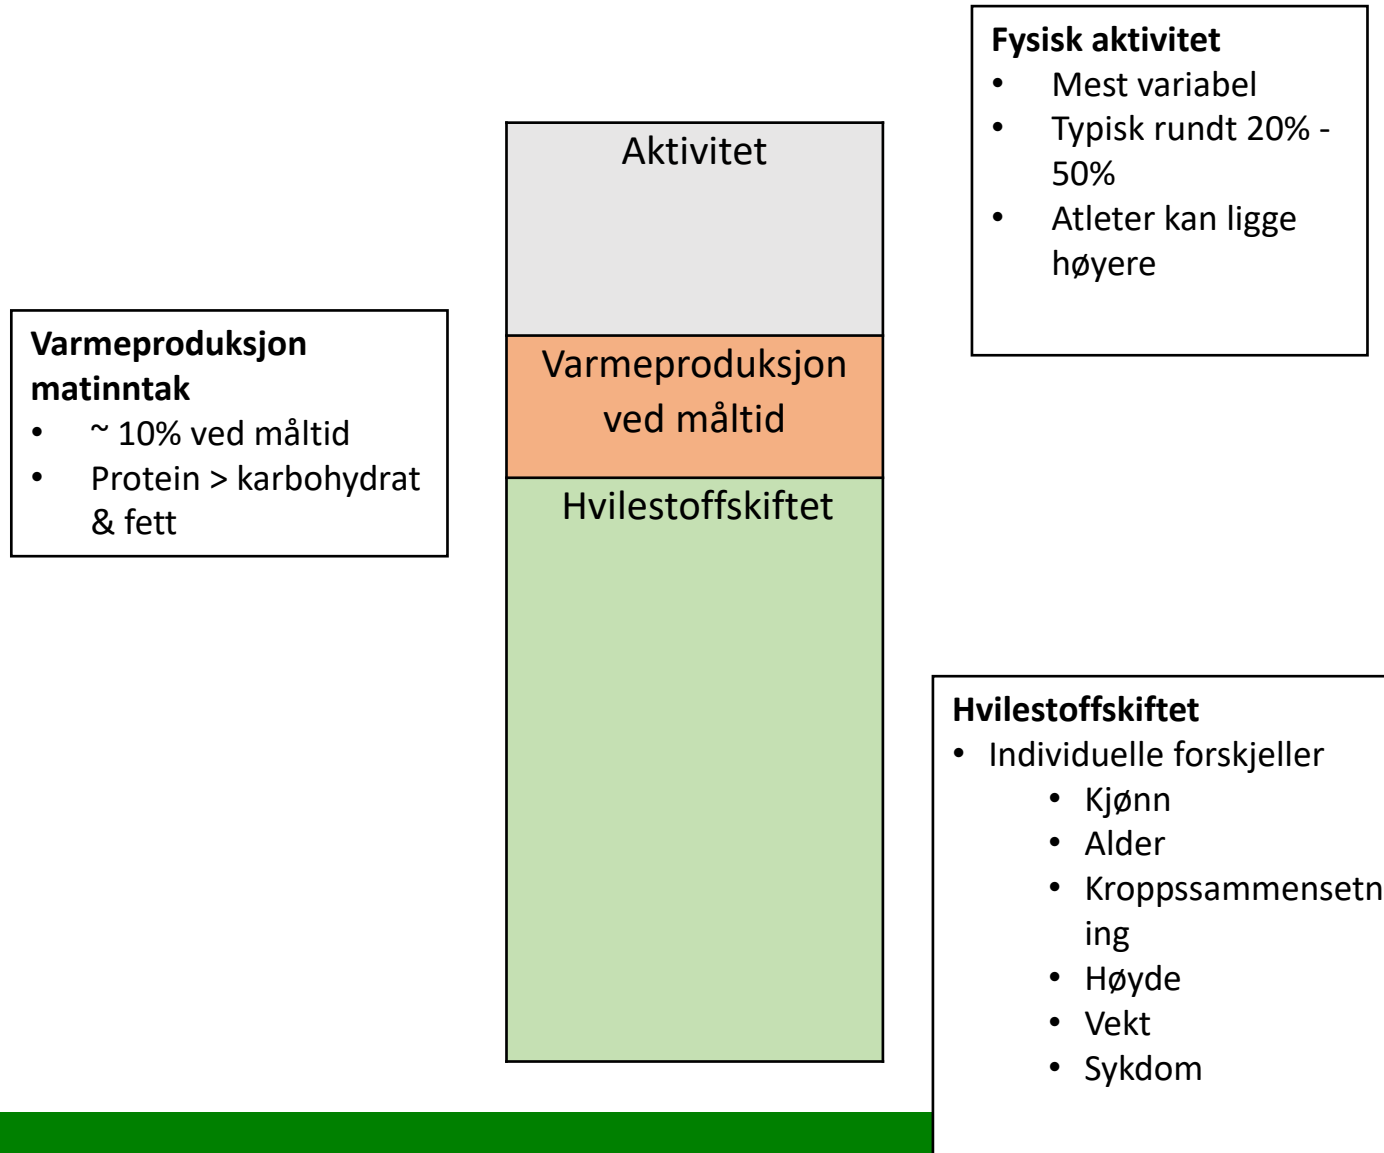 Fysisk aktivitet
• Mest variabel
• Typisk rundt 20% -
50%
• Atleter kan ligge
høyere
Aktivitet
Varmeproduksjon
matinntak
• ~ 10% ved måltid
• Protein > karbohydrat
& fett
Varmeproduksjon
ved måltid
Hvilestoffskiftet
Hvilestoffskiftet
• Individuelle forskjeller
• Kjønn
• Alder
• Kroppssammensetn
ing
• Høyde
• Vekt
• Sykdom